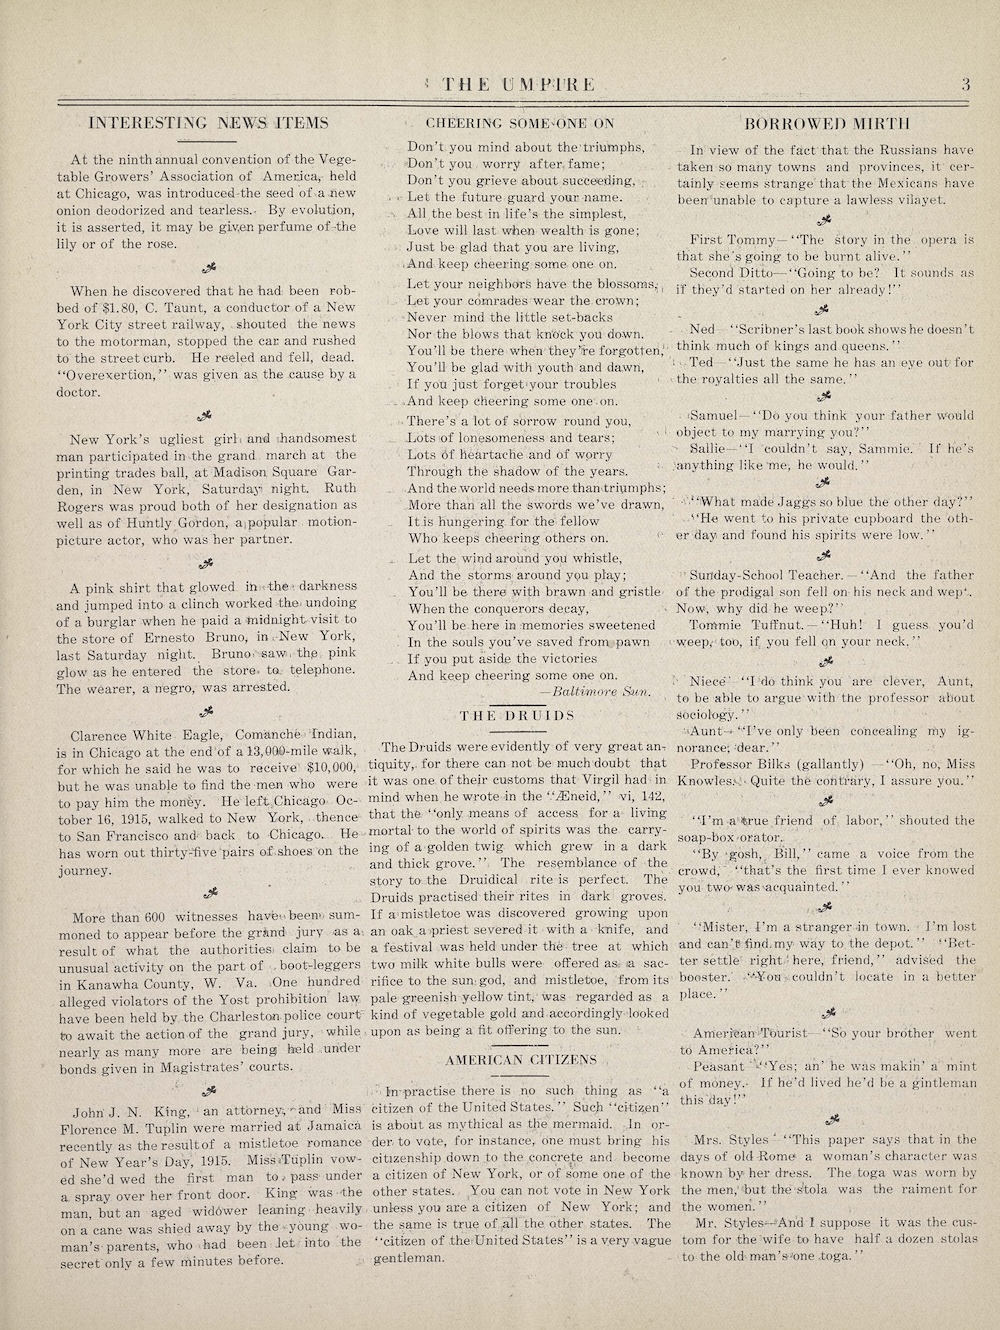 THE UMPIRE
3
INTERESTING NEWS ITEMS
At the ninth annual convention of the Vege-
table Growers' Association of America, held
at Chicago, was introduced the seed of a new
onion deodorized and tearless. By evolution,
it is asserted, it may be given perfume of the
lily or of the rose.
When he discovered that he had been rob-
bed of $1.80, C. Taunt, a conductor of a New
York City street railway, shouted the news
to the motorman, stopped the car and rushed
to the street curb. He reeled and fell, dead.
"Overexertion," was given as the cause by a
doctor.
New York's ugliest girl and handsomest
man participated in the grand march at the
printing trades ball, at Madison Square Gar-
den, in New York, Saturday night. Ruth
Rogers was proud both of her designation as
well as of Huntly Gordon, a popular motion-
picture actor, who was her partner.
A pink shirt that glowed in the darkness
and jumped into a clinch worked the undoing
of a burglar when he paid a midnight visit to
the store of Ernesto Bruno, in New York,
last Saturday night. Bruno saw the pink
glow as he entered the store to telephone.
The wearer, a negro, was arrested.
Clarence White Eagle, Comanche Indian,
is in Chicago at the end of a 13,000-mile walk,
for which he said he was to receive $10,000,
but he was unable to find the men who were
to pay him the money. He left Chicago Oc-
tober 16, 1915, walked to New York, thence
to San Francisco and back to Chicago. He
has worn out thirty-five pairs of shoes on the
journey.
More than 600 witnesses have been sum-
moned to appear before the grand jury as a
result of what the authorities claim to be
unusual activity on the part of boot-leggers
in Kanawha County, W. Va. One hundred
alleged violators of the Yost prohibition law
have been held by the Charleston police court
to await the action of the grand jury, while
nearly as many more are being held under
bonds given in Magistrates' courts.
John J. N. King, an attorney, and Miss
Florence M. Tuplin were married at Jamaica
recently as the result of a mistletoe romance
of New Year's Day, 1915. Miss Tuplin vow-
ed she'd wed the first man to pass under
a spray over her front door. King was the
man, but an aged widower leaning heavily
on a cane was shied away by the young wo-
man's parents, who had been let into the
secret only a few minutes before.
CHEERING SOME-ONE ON
Don't you mind about the triumphs,
Don't you worry after fame;
Don't you grieve about succeeding,
Let the future guard your name.
All the best in life's the simplest,
Love will last when wealth is gone;
Just be glad that you are living,
And keep cheering some one on.
Let your neighbors have the blossoms,
Let your comrades wear the crown;
Never mind the little set-backs
Nor the blows that knock you down.
You'll be there when they're forgotten,
You'll be glad with youth and dawn,
If you just forget your troubles
And keep cheering some one on.
There's a lot of sorrow round you,
Lots of lonesomeness and tears;
Lots of heartache and of worry
Through the shadow of the years.
And the world needs more than triumphs;
More than all the swords we've drawn,
It is hungering for the fellow
Who keeps cheering others on.
Let the wind around you whistle,
And the storms around you play;
You'll be there with brawn and gristle
When the conquerors decay,
You'll be here in memories sweetened
In the souls you've saved from pawn
If you put aside the victories
And keep cheering some one on.
—Baltimore Sun.
THE DRUIDS
The Druids were evidently of very great an-
tiquity, for there can not be much doubt that
it was one of their customs that Virgil had in
mind when he wrote in the "Æneid," vi, 142,
that the "only means of access for a living
mortal to the world of spirits was the carry-
ing of a golden twig which grew in a dark
and thick grove." The resemblance of the
story to the Druidical rite is perfect. The
Druids practised their rites in dark groves.
If a mistletoe was discovered growing upon
an oak a priest severed it with a knife, and
a festival was held under the tree at which
two milk white bulls were offered as a sac-
rifice to the sun god, and mistletoe, from its
pale greenish yellow tint, was regarded as a
kind of vegetable gold and accordingly looked
upon as being a fit offering to the sun.
AMERICAN CITIZENS
In practise there is no such thing as "a
citizen of the United States." Such "citizen"
is about as mythical as the mermaid. In or-
der to vote, for instance, one must bring his
citizenship down to the concrete and become
a citizen of New York, or of some one of the
other states. You can not vote in New York
unless you are a citizen of New York; and
the same is true of all the other states. The
"citizen of the United States" is a very vague
gentleman.
BORROWED MIRTH
In view of the fact that the Russians have
taken so many towns and provinces, it cer-
tainly seems strange that the Mexicans have
been unable to capture a lawless vilayet.
First Tommy—"The story in the opera is
that she's going to be burnt alive."
Second Ditto—"Going to be? It sounds as
if they'd started on her already!"
Ned—"Scribner's last book shows he doesn't
think much of kings and queens."
Ted—"Just the same he has an eye out for
the royalties all the same."
Samuel—"Do you think your father would
object to my marrying you?"
Sallie—"I couldn't say, Sammie. If he's
anything like me, he would."
"What made Jaggs so blue the other day?"
"He went to his private cupboard the oth-
er day and found his spirits were low."
Sunday-School Teacher.—"And the father
of the prodigal son fell on his neck and wept.
Now, why did he weep?"
Tommie Tuffnut.—"Huh! I guess you'd
weep, too, if you fell on your neck."
Niece—"I do think you are clever, Aunt,
to be able to argue with the professor about
sociology."
Aunt—"I've only been concealing my ig-
norance, dear."
Professor Bilks (gallantly)—"Oh, no, Miss
Knowles. Quite the contrary, I assure you."
"I'm a true friend of labor," shouted the
soap-box orator.
"By gosh, Bill," came a voice from the
crowd, "that's the first time I ever knowed
you two was acquainted."
"Mister, I'm a stranger in town. I'm lost
and can't find my way to the depot." "Bet-
ter settle right here, friend," advised the
booster. "You couldn't locate in a better
place."
American Tourist—"So your brother went
to America?"
Peasant—"Yes; an' he was makin' a mint
of money. If he'd lived he'd be a gintleman
this day!"
Mrs. Styles—"This paper says that in the
days of old Rome a woman's character was
known by her dress. The toga was worn by
the men, but the stola was the raiment for
the women."
Mr. Styles—"And I suppose it was the cus-
tom for the wife to have half a dozen stolas
to the old man's one toga."